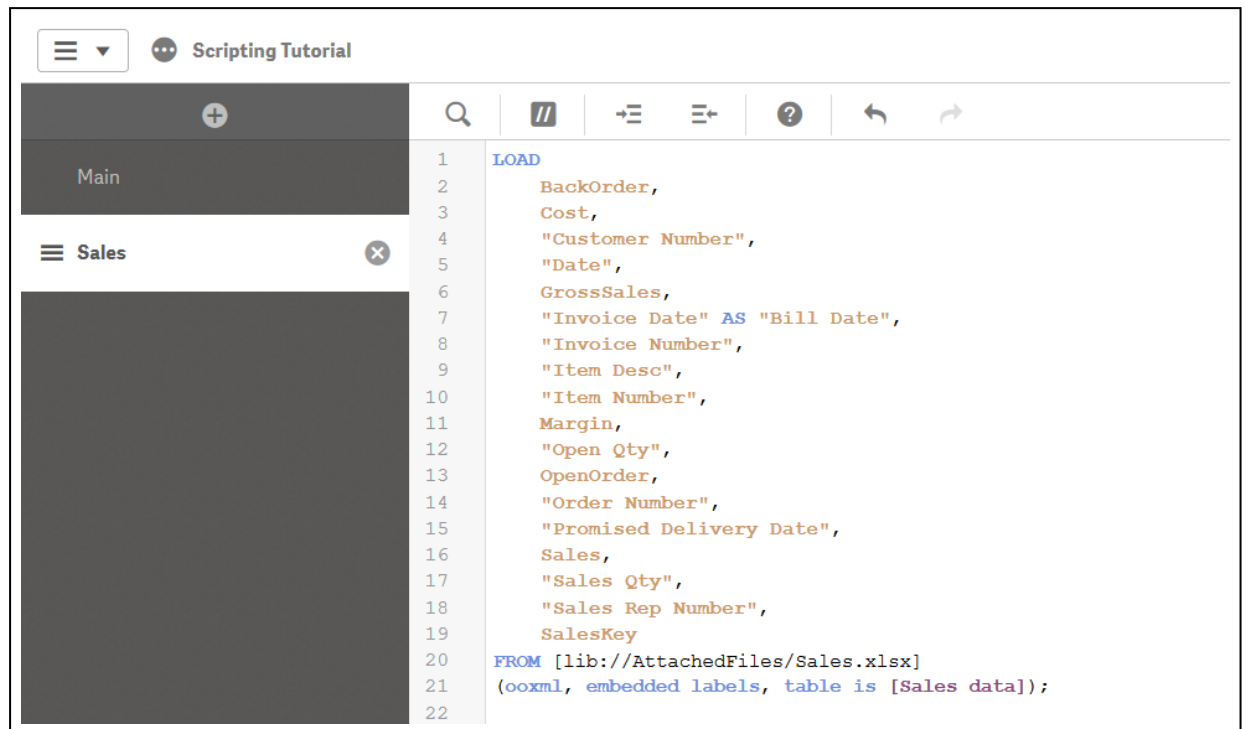 Scripting Tutorial
Main
Sales
1 LOAD
2 BackOrder,
3 Cost,
4 "Customer Number",
5 "Date",
6 GrossSales,
7 "Invoice Date" AS "Bill Date",
8 "Invoice Number",
9 "Item Desc",
10 "Item Number",
11 Margin,
12 "Open Qty",
13 OpenOrder,
14 "Order Number",
15 "Promised Delivery Date",
16 Sales,
17 "Sales Qty",
18 "Sales Rep Number",
19 SalesKey
20 FROM [lib://AttachedFiles/Sales.xlsx]
21 (ooxml, embedded labels, table is [Sales data]);
22